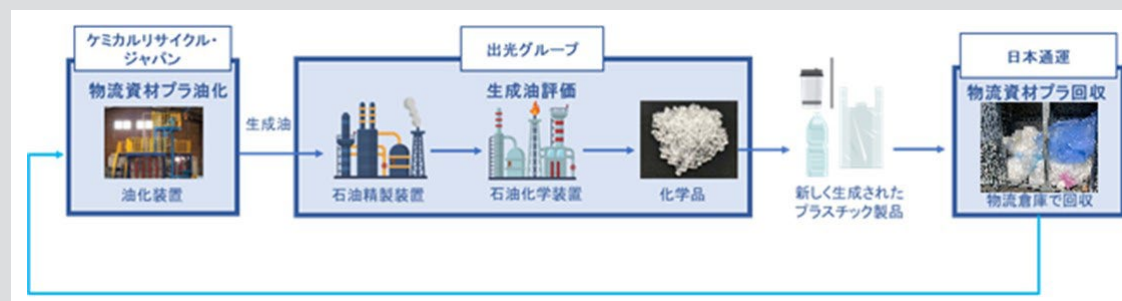 ケミカルリサイクル・
ジャパン
物流資材プラ油化
油化装置
生成油
出光グループ
生成油評価
石油精製装置
石油化学装置
化学品
新しく生成された
プラスチック製品
日本通運
物流資材プラ回収
物流倉庫で回収